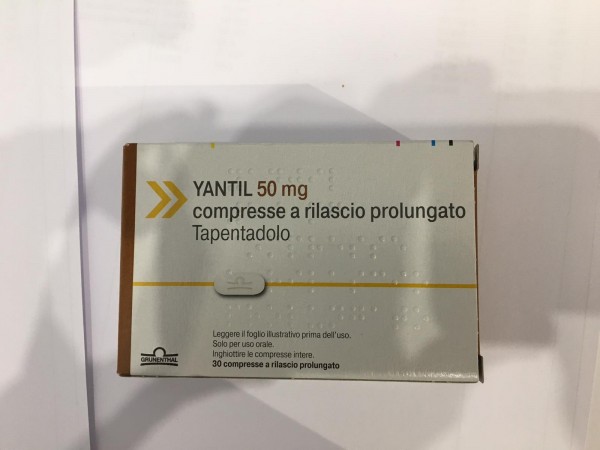 YANTIL 50 mg
compresse a rilascio prolungato
Tapentadolo
Leggere il foglio illustrativo prima dell'uso.
Solo per uso orale.
Inghiottire le compresse intere.
30 compresse a rilascio prolungato
GRÜNENTHAL